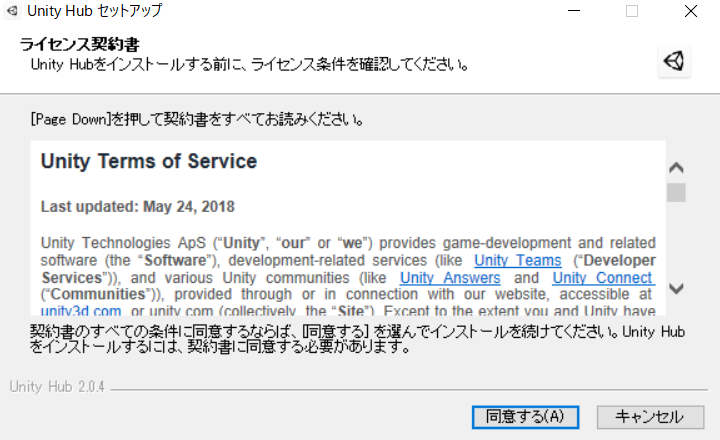 Unity Hub セットアップ
ライセンス契約書
Unity Hubをインストールする前に、ライセンス条件を確認してください。
[Page Down]を押して契約書をすべてお読みください。
Unity Terms of Service
Last updated: May 24, 2018
Unity Technologies ApS (“Unity”, “our” or “we”) provides game-development and related
software (the “Software”), development-related services (like Unity Teams (“Developer
Services”)), and various Unity communities (like Unity Answers and Unity Connect
(“Communities”)), provided through or in connection with our website, accessible at
unity3d.com or unity.com (collectively, the “Site”). Except to the extent you and Unity have
契約書のすべての条件に同意するならば、[同意する] を選んでインストールを続けてください。Unity Hub
をインストールするには、契約書に同意する必要があります。
Unity Hub 2.0.4
同意する(A)
キャンセル